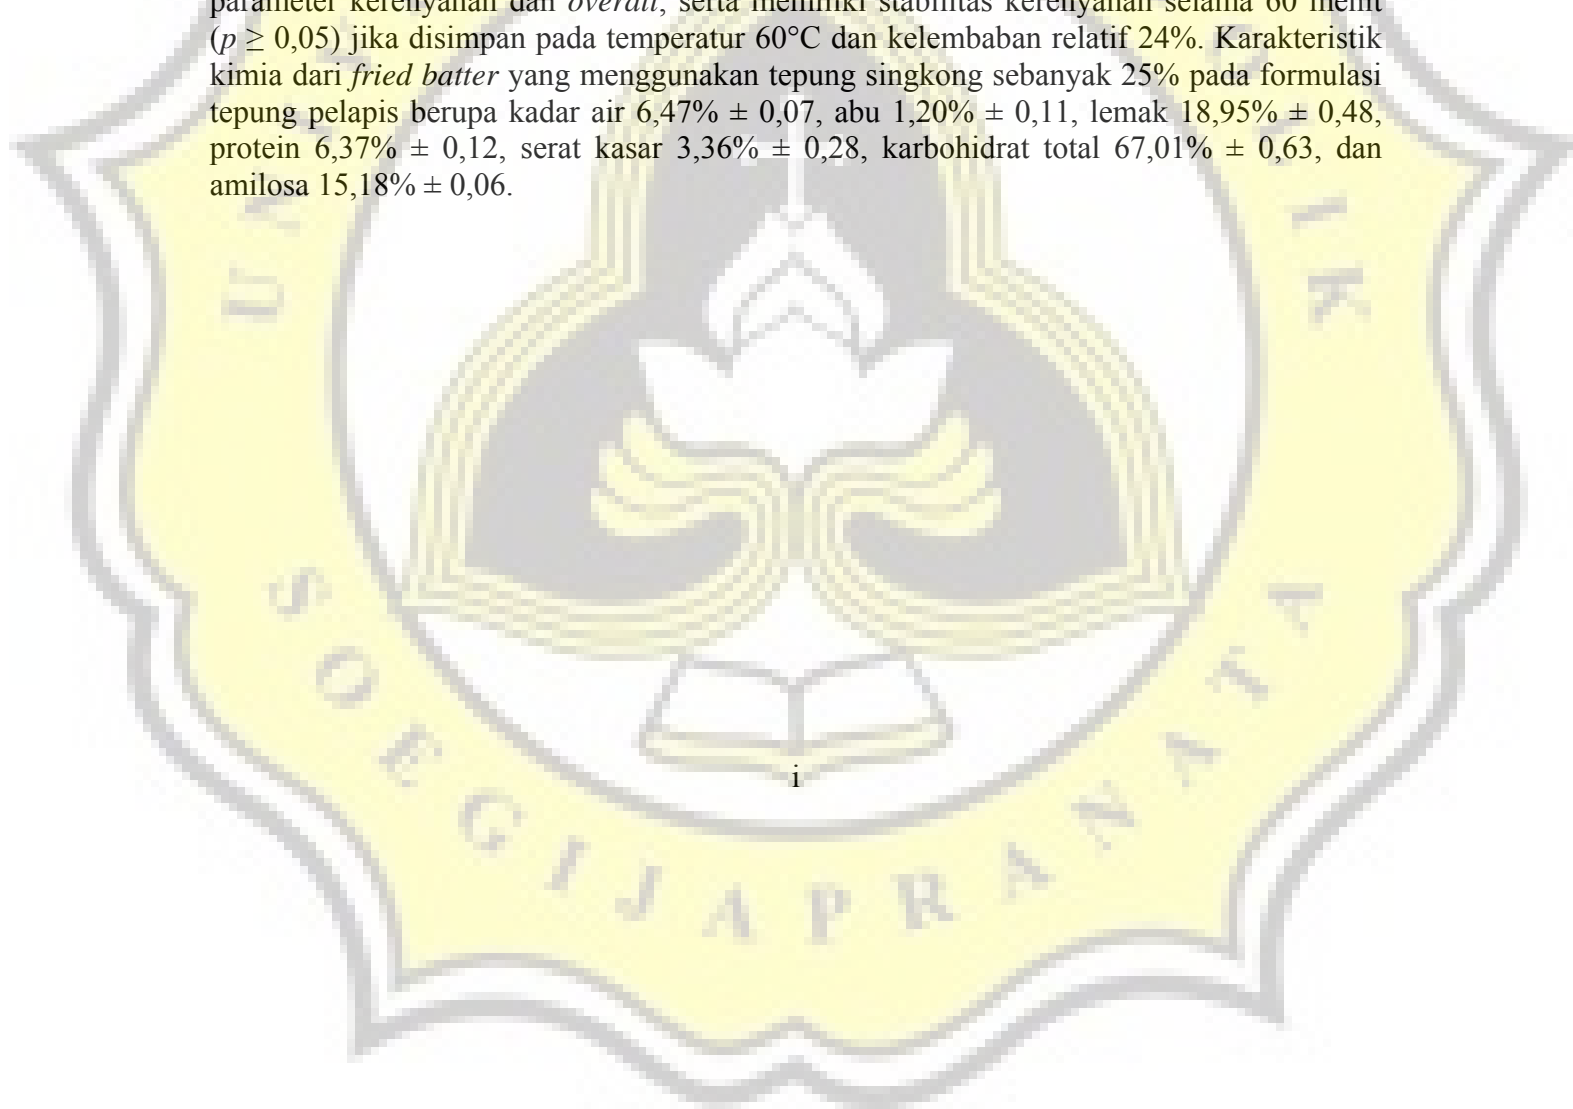 parameter kerenyahan dan overall, serta memiliki stabilitas kerenyahan selama 60 menit
(p ≥ 0,05) jika disimpan pada temperatur 60°C dan kelembaban relatif 24%. Karakteristik
kimia dari fried batter yang menggunakan tepung singkong sebanyak 25% pada formulasi
tepung pelapis berupa kadar air 6,47% ± 0,07, abu 1,20% ± 0,11, lemak 18,95% ± 0,48,
protein 6,37% ± 0,12, serat kasar 3,36% ± 0,28, karbohidrat total 67,01% ± 0,63, dan
amilosa 15,18% ± 0,06.
SOEGIJAPRANATA
i